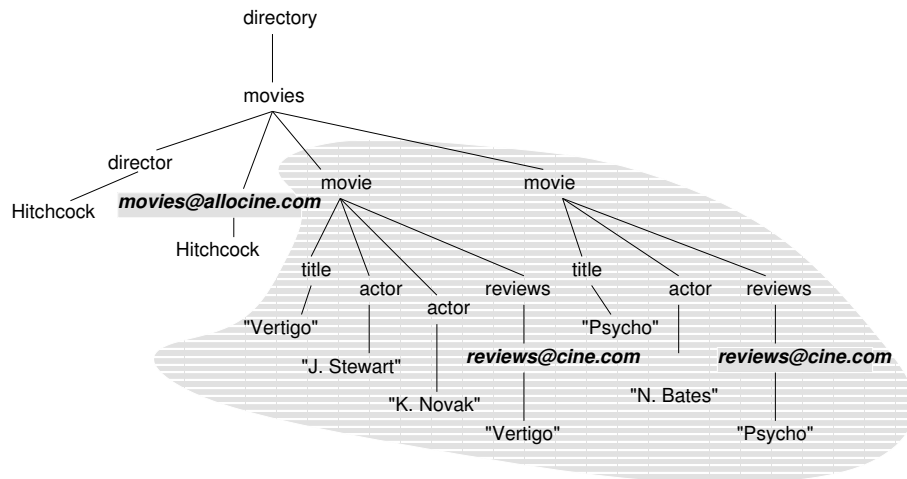 directory
movies
director
movie
movie
Hitchcock
movies@allocine.com
Hitchcock
title
actor
actor
reviews
title
actor
reviews
"Vertigo"
"J. Stewart"
"K. Novak"
reviews@cine.com
"Vertigo"
"Psycho"
"N. Bates"
reviews@cine.com
"Psycho"